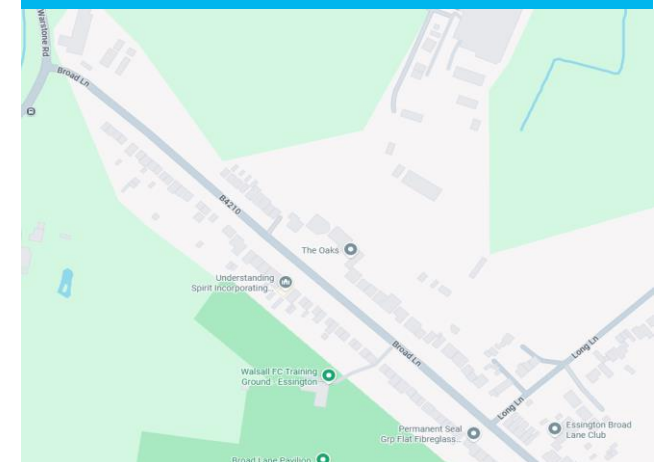 Warstone Rd
Broad Ln
B4210
The Oaks
Understanding
Spirit Incorporating...
Broad Ln
Long Ln
Walsall FC Training
Ground - Essington
Long Ln
Permanent Seal
Grp Flat Fibreglass...
Essington Broad
Lane Club
Broad Lane Pavilion